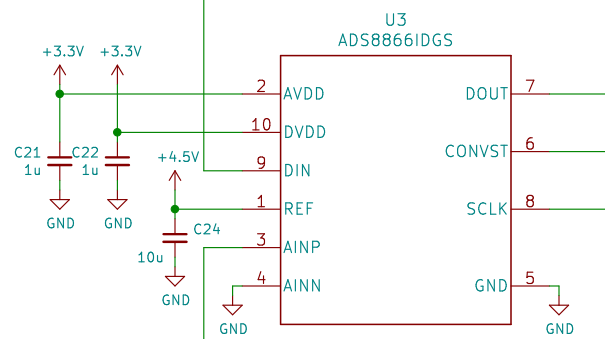 U3
ADS8866IDGS
+3.3V +3.3V
2 AVDD DOUT 7
10 DVDD
C21 1u
C22 1u
CONVST 6
+4.5V
9 DIN
GND GND
1 REF SCLK 8
C24
10u
3 AINP
GND
4 AINN GND 5
GND
GND